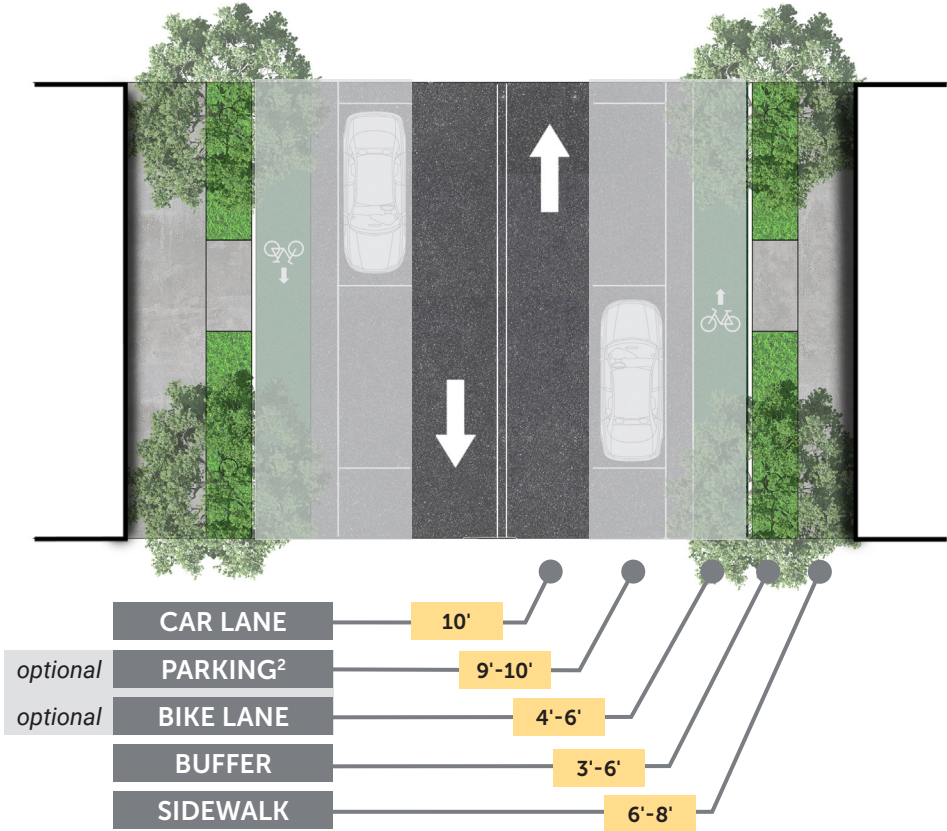 CAR LANE 10'
optional PARKING² 9'-10'
optional BIKE LANE 4'-6'
BUFFER 3'-6'
SIDEWALK 6'-8'